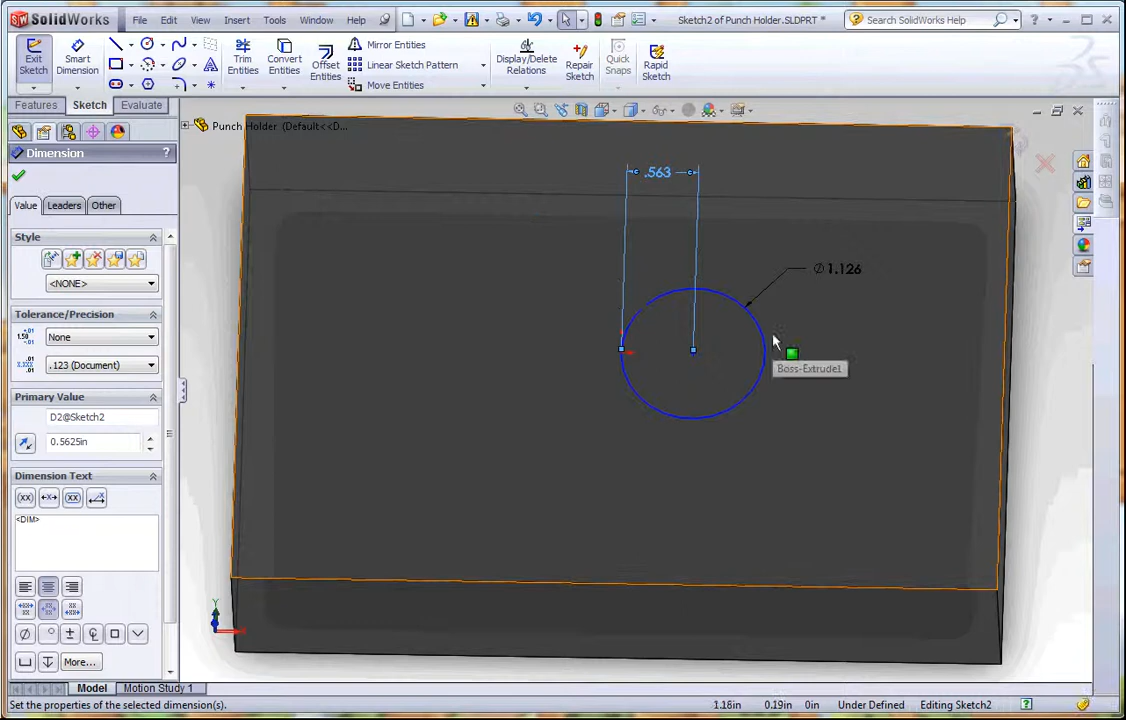 SolidWorks File Edit View Insert Tools Window Help Sketch2 of Punch Holder.SLDPRT * Search SolidWorks Help
Exit Sketch
Smart Dimension
Trim Entities
Convert Entities
Offset Entities
Mirror Entities
Linear Sketch Pattern
Move Entities
Display/Delete Relations
Repair Sketch
Quick Snaps
Rapid Sketch
Features Sketch Evaluate
Punch Holder (Default<<D...
Dimension ?
Value Leaders Other
Style
<NONE>
Tolerance/Precision
None
.123 (Document)
Primary Value
D2@Sketch2
0.5625in
Dimension Text
<DIM>
More...
.563
∅1.126
Boss-Extrude1
Y
Model Motion Study 1
Set the properties of the selected dimension(s). 1.18in 0.19in 0in Under Defined Editing Sketch2